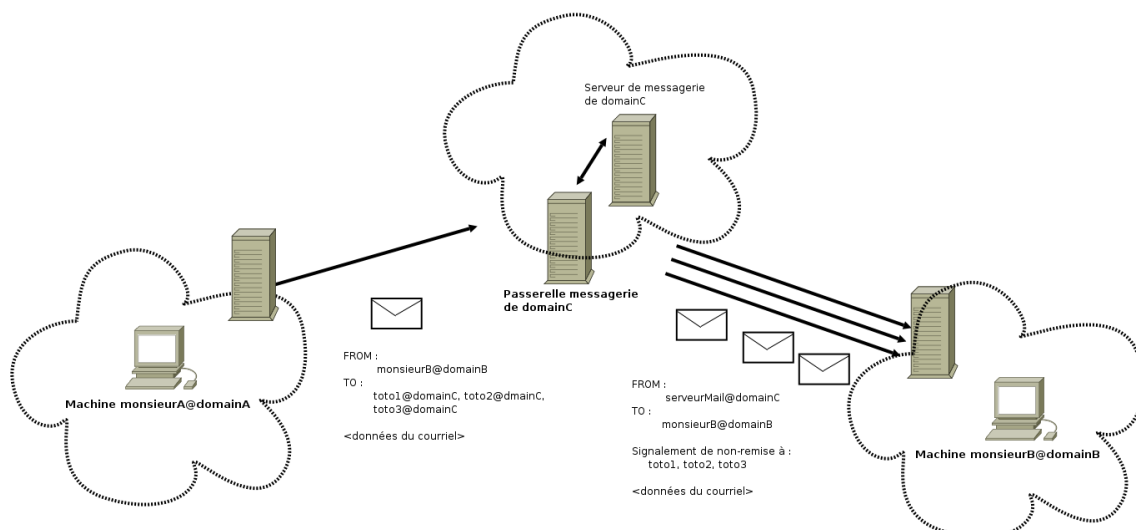 Serveur de messagerie
de domainC
Passerelle messagerie
de domainC
FROM :
monsieurB@domainB
TO :
toto1@domainC, toto2@dmainC,
toto3@domainC
<données du courriel>
Machine monsieurA@domainA
FROM :
serveurMail@domainC
TO :
monsieurB@domainB
Signalement de non-remise à :
toto1, toto2, toto3
<données du courriel>
Machine monsieurB@domainB